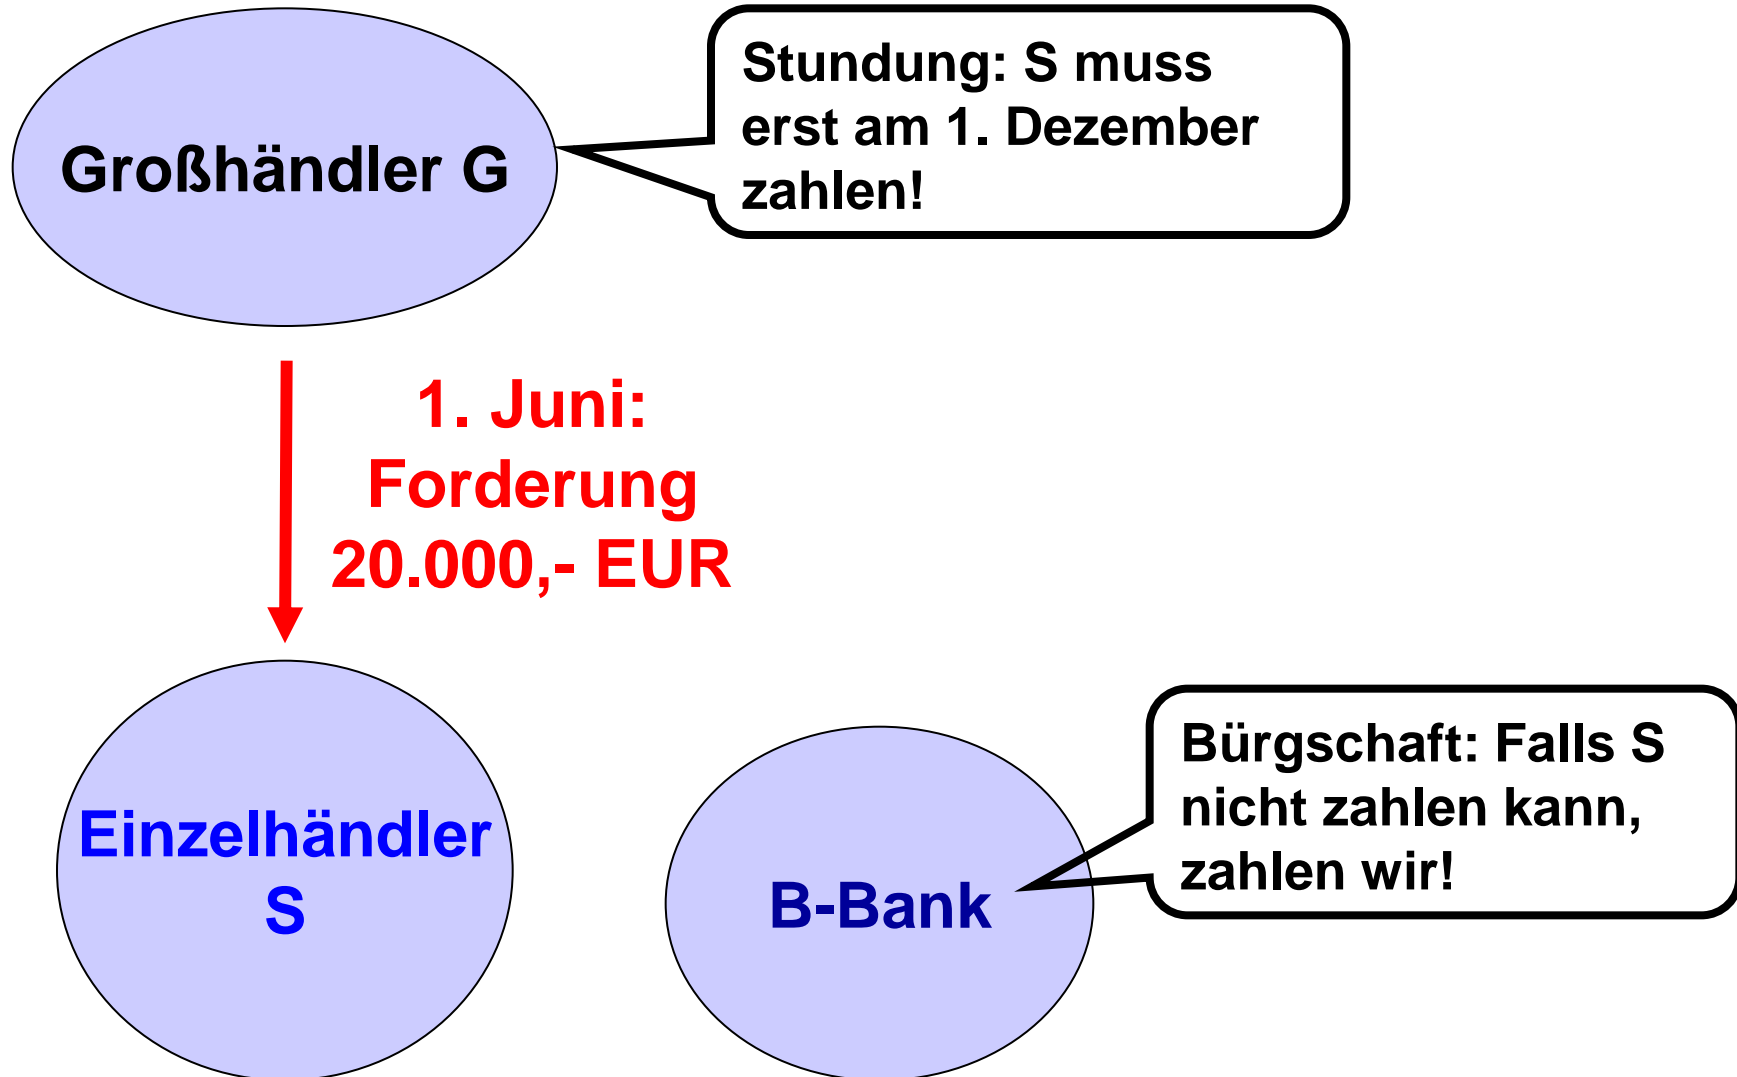 Großhändler G
Stundung: S muss
erst am 1. Dezember
zahlen!
1. Juni:
Forderung
20.000,- EUR
Einzelhändler
S
B-Bank
Bürgschaft: Falls S
nicht zahlen kann,
zahlen wir!